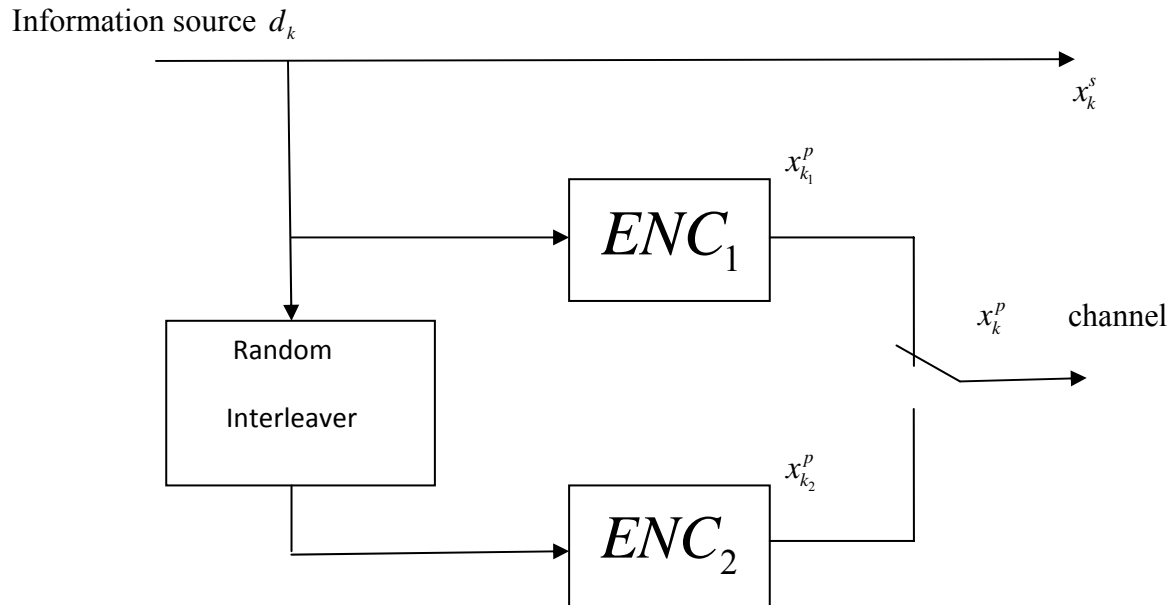 Information source d_k
x_k^s
x_{k_1}^p
ENC_1
x_k^p channel
Random
Interleaver
x_{k_2}^p
ENC_2